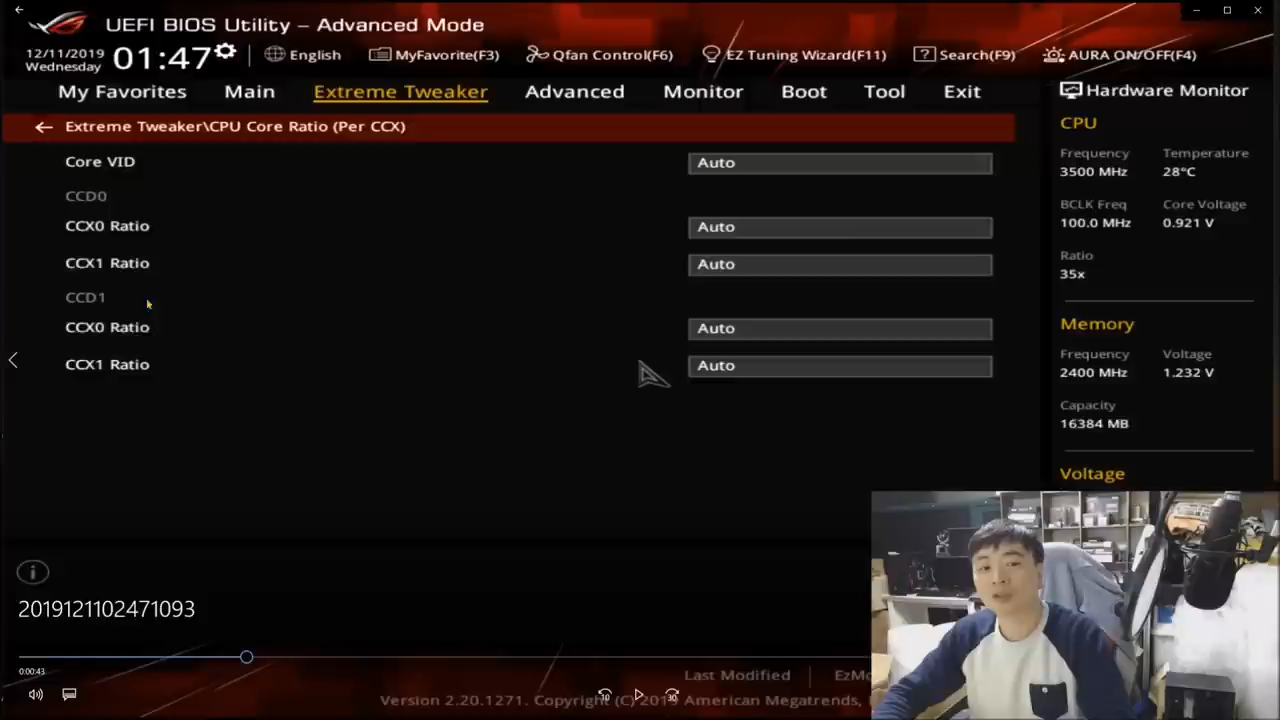 UEFI BIOS Utility – Advanced Mode
12/11/2019
Wednesday
01:47
English
MyFavorite(F3)
Qfan Control(F6)
EZ Tuning Wizard(F11)
Search(F9)
AURA ON/OFF(F4)
My Favorites
Main
Extreme Tweaker
Advanced
Monitor
Boot
Tool
Exit
Hardware Monitor
Extreme Tweaker\CPU Core Ratio (Per CCX)
Core VID
Auto
CCD0
CCX0 Ratio
Auto
CCX1 Ratio
Auto
CCD1
CCX0 Ratio
Auto
CCX1 Ratio
Auto
CPU
Frequency
Temperature
3500 MHz
28°C
BCLK Freq
Core Voltage
100.0 MHz
0.921 V
Ratio
35x
Memory
Frequency
Voltage
2400 MHz
1.232 V
Capacity
16384 MB
Voltage
2019121102471093
0:00:43
10
30
Last Modified
EzMo
Version 2.20.1271. Copyright (C) 2019 American Megatrends,